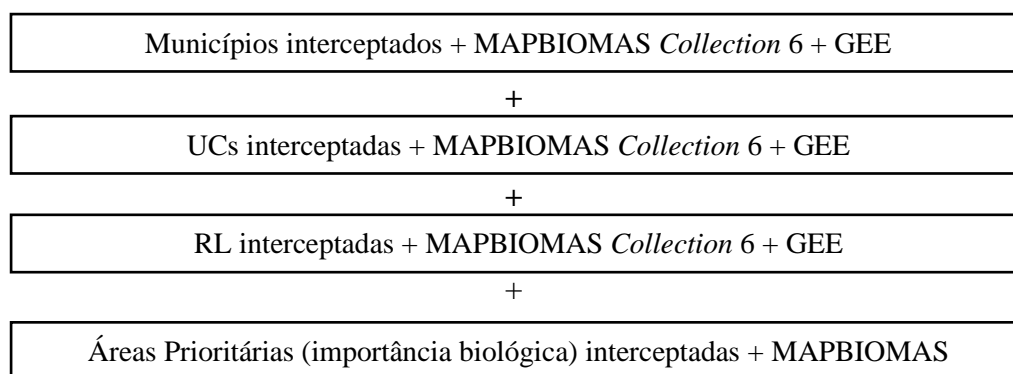 Municípios interceptados + MAPBIOMAS Collection 6 + GEE
+
UCs interceptadas + MAPBIOMAS Collection 6 + GEE
+
RL interceptadas + MAPBIOMAS Collection 6 + GEE
+
Áreas Prioritárias (importância biológica) interceptadas + MAPBIOMAS